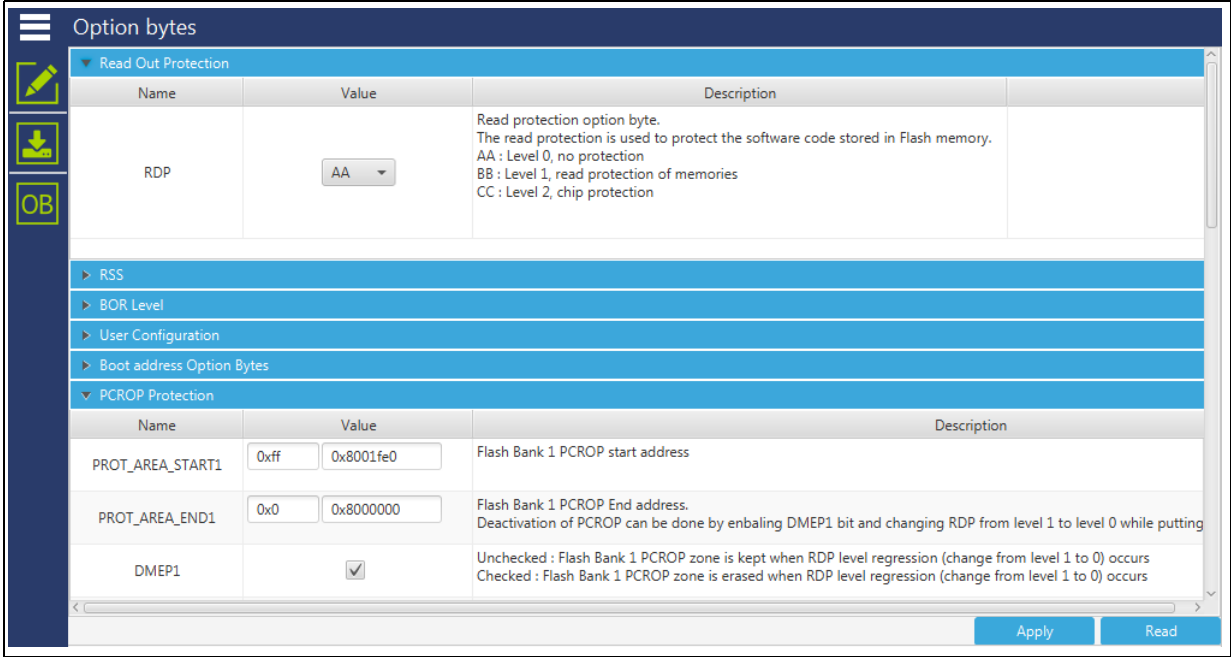 Option bytes
Read Out Protection
Name Value Description
RDP
AA
Read protection option byte.
The read protection is used to protect the software code stored in Flash memory.
AA : Level 0, no protection
BB : Level 1, read protection of memories
CC : Level 2, chip protection
OB
RSS
BOR Level
User Configuration
Boot address Option Bytes
PCROP Protection
Name Value Description
PROT_AREA_START1 0xff 0x8001fe0 Flash Bank 1 PCROP start address
PROT_AREA_END1 0x0 0x8000000
Flash Bank 1 PCROP End address.
Deactivation of PCROP can be done by enbaling DMEP1 bit and changing RDP from level 1 to level 0 while putting
DMEP1
Unchecked : Flash Bank 1 PCROP zone is kept when RDP level regression (change from level 1 to 0) occurs
Checked : Flash Bank 1 PCROP zone is erased when RDP level regression (change from level 1 to 0) occurs
Apply Read